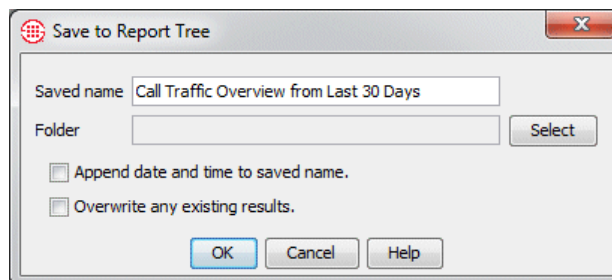 Save to Report Tree
Saved name Call Traffic Overview from Last 30 Days
Folder Select
Append date and time to saved name.
Overwrite any existing results.
OK Cancel Help